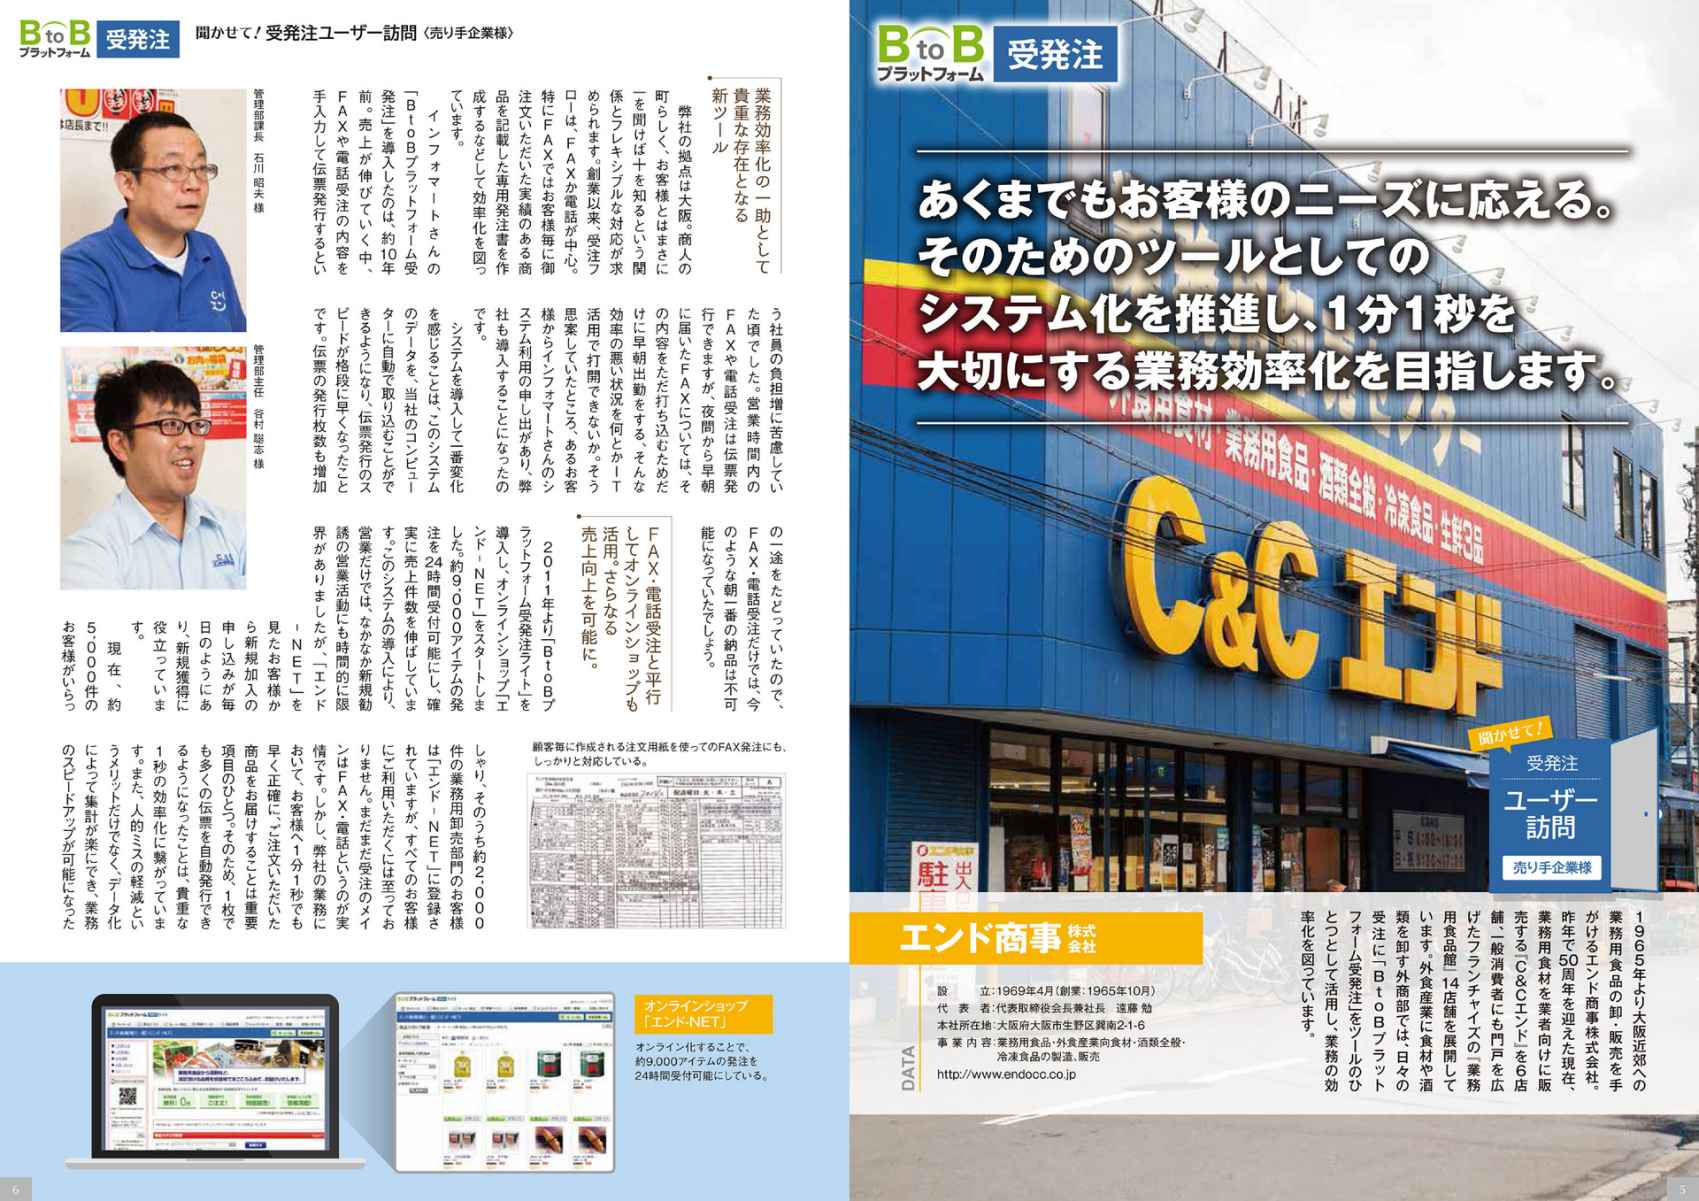 BtoB
プラットフォーム
受発注
あくまでもお客様のニーズに応える。
そのためのツールとしての
システム化を推進し、1分1秒を
大切にする業務効率化を目指します。
外食用食材・業務用食品・酒類全般・冷凍食品・生鮮3品
C&C エンド
聞かせて!
受発注
ユーザー
訪問
売り手企業様
エンド商事 株式会社
1965年より大阪近郊への
業務用食品の卸・販売を手
がけるエンド商事株式会社。
昨年で50周年を迎えた現在、
業務用食材を業者向けに販
売する『C&Cエンド』を6店
舗、一般消費者にも門戸を広
げたフランチャイズの『業務
用食品館』14店舗を展開して
います。外食産業に食材や酒
類を卸す外商部では、日々の
受注に「BtoBプラット
フォーム受発注」をツールのひ
とつとして活用し、業務の効
率化を図っています。
DATA
設 立:1969年4月(創業:1965年10月)
代 表 者:代表取締役会長兼社長 遠藤 勉
本社所在地:大阪府大阪市生野区巽南2-1-6
事業内容:業務用食品・外食産業向食材・酒類全般・
冷凍食品の製造、販売
http://www.endocc.co.jp
5
BtoB
プラットフォーム
受発注
聞かせて!受発注ユーザー訪問〈売り手企業様〉
管理部課長 石川 昭夫 様
管理部主任 谷村 聡志 様
業務効率化の一助として
貴重な存在となる
新ツール
弊社の拠点は大阪。商人の
町らしく、お客様とはまさに
一を聞けば十を知るという関
係とフレキシブルな対応が求
められます。創業以来、受注フ
ローは、FAXか電話が中心。
特にFAXではお客様毎に御
注文いただいた実績のある商
品を記載した専用発注書を作
成するなどして効率化を図っ
ています。
インフォマートさんの
「BtoBプラットフォーム受
発注」を導入したのは、約10年
前。売上が伸びていく中、
FAXや電話受注の内容を
手入力して伝票発行するとい
う社員の負担増に苦慮してい
た頃でした。営業時間内の
FAXや電話受注は伝票発
行できますが、夜間から早朝
に届いたFAXについては、そ
の内容をただ打ち込むためだ
けに早朝出勤をする、そんな
効率の悪い状況を何とかIT
活用で打開できないか。そう
思案していたところ、あるお客
様からインフォマートさんのシ
ステム利用の申し出があり、弊
社も導入することになったの
です。
システムを導入して一番変化
を感じることは、このシステム
のデータを、当社のコンピュー
ターに自動で取り込むことがで
きるようになり、伝票発行のス
ピードが格段に早くなったこと
です。伝票の発行枚数も増加
の一途をたどっていたので、
FAX・電話受注だけでは、今
のような朝一番の納品は不可
能になっていたでしょう。
FAX・電話受注と平行
してオンラインショップも
活用。さらなる
売上向上を可能に。
2011年より「BtoBプ
ラットフォーム受発注ライト」を
導入し、オンラインショップ「エ
ンド－NET」をスタートしま
した。約9,000アイテムの発
注を24時間受付可能にし、確
実に売上件数を伸ばしていま
す。このシステムの導入により、
営業だけでは、なかなか新規勧
誘の営業活動にも時間的に限
界がありましたが、「エンド
－NET」を
見たお客様か
ら新規加入の
申し込みが毎
日のようにあ
り、新規獲得に
役立っていま
す。
現在、約
5,000件の
お客様がいらっ
しゃり、そのうち約2,000
件の業務用卸売部門のお客様
は「エンド－NET」に登録さ
れていますが、すべてのお客様
にご利用いただくには至ってお
りません。まだまだ受注のメイ
ンはFAX・電話というのが実
情です。しかし、弊社の業務に
おいて、お客様へ1分1秒でも
早く正確に、ご注文いただいた
商品をお届けすることは重要
項目のひとつ。そのため、1枚で
も多くの伝票を自動発行でき
るようになったことは、貴重な
1秒の効率化に繋がっていま
す。また、人的ミスの軽減とい
うメリットだけでなく、データ化
によって集計が楽にでき、業務
のスピードアップが可能になった
顧客毎に作成される注文用紙を使ってのFAX発注にも、
しっかりと対応している。
オンラインショップ
「エンド-NET」
オンライン化することで、
約9,000アイテムの発注を
24時間受付可能にしている。
6